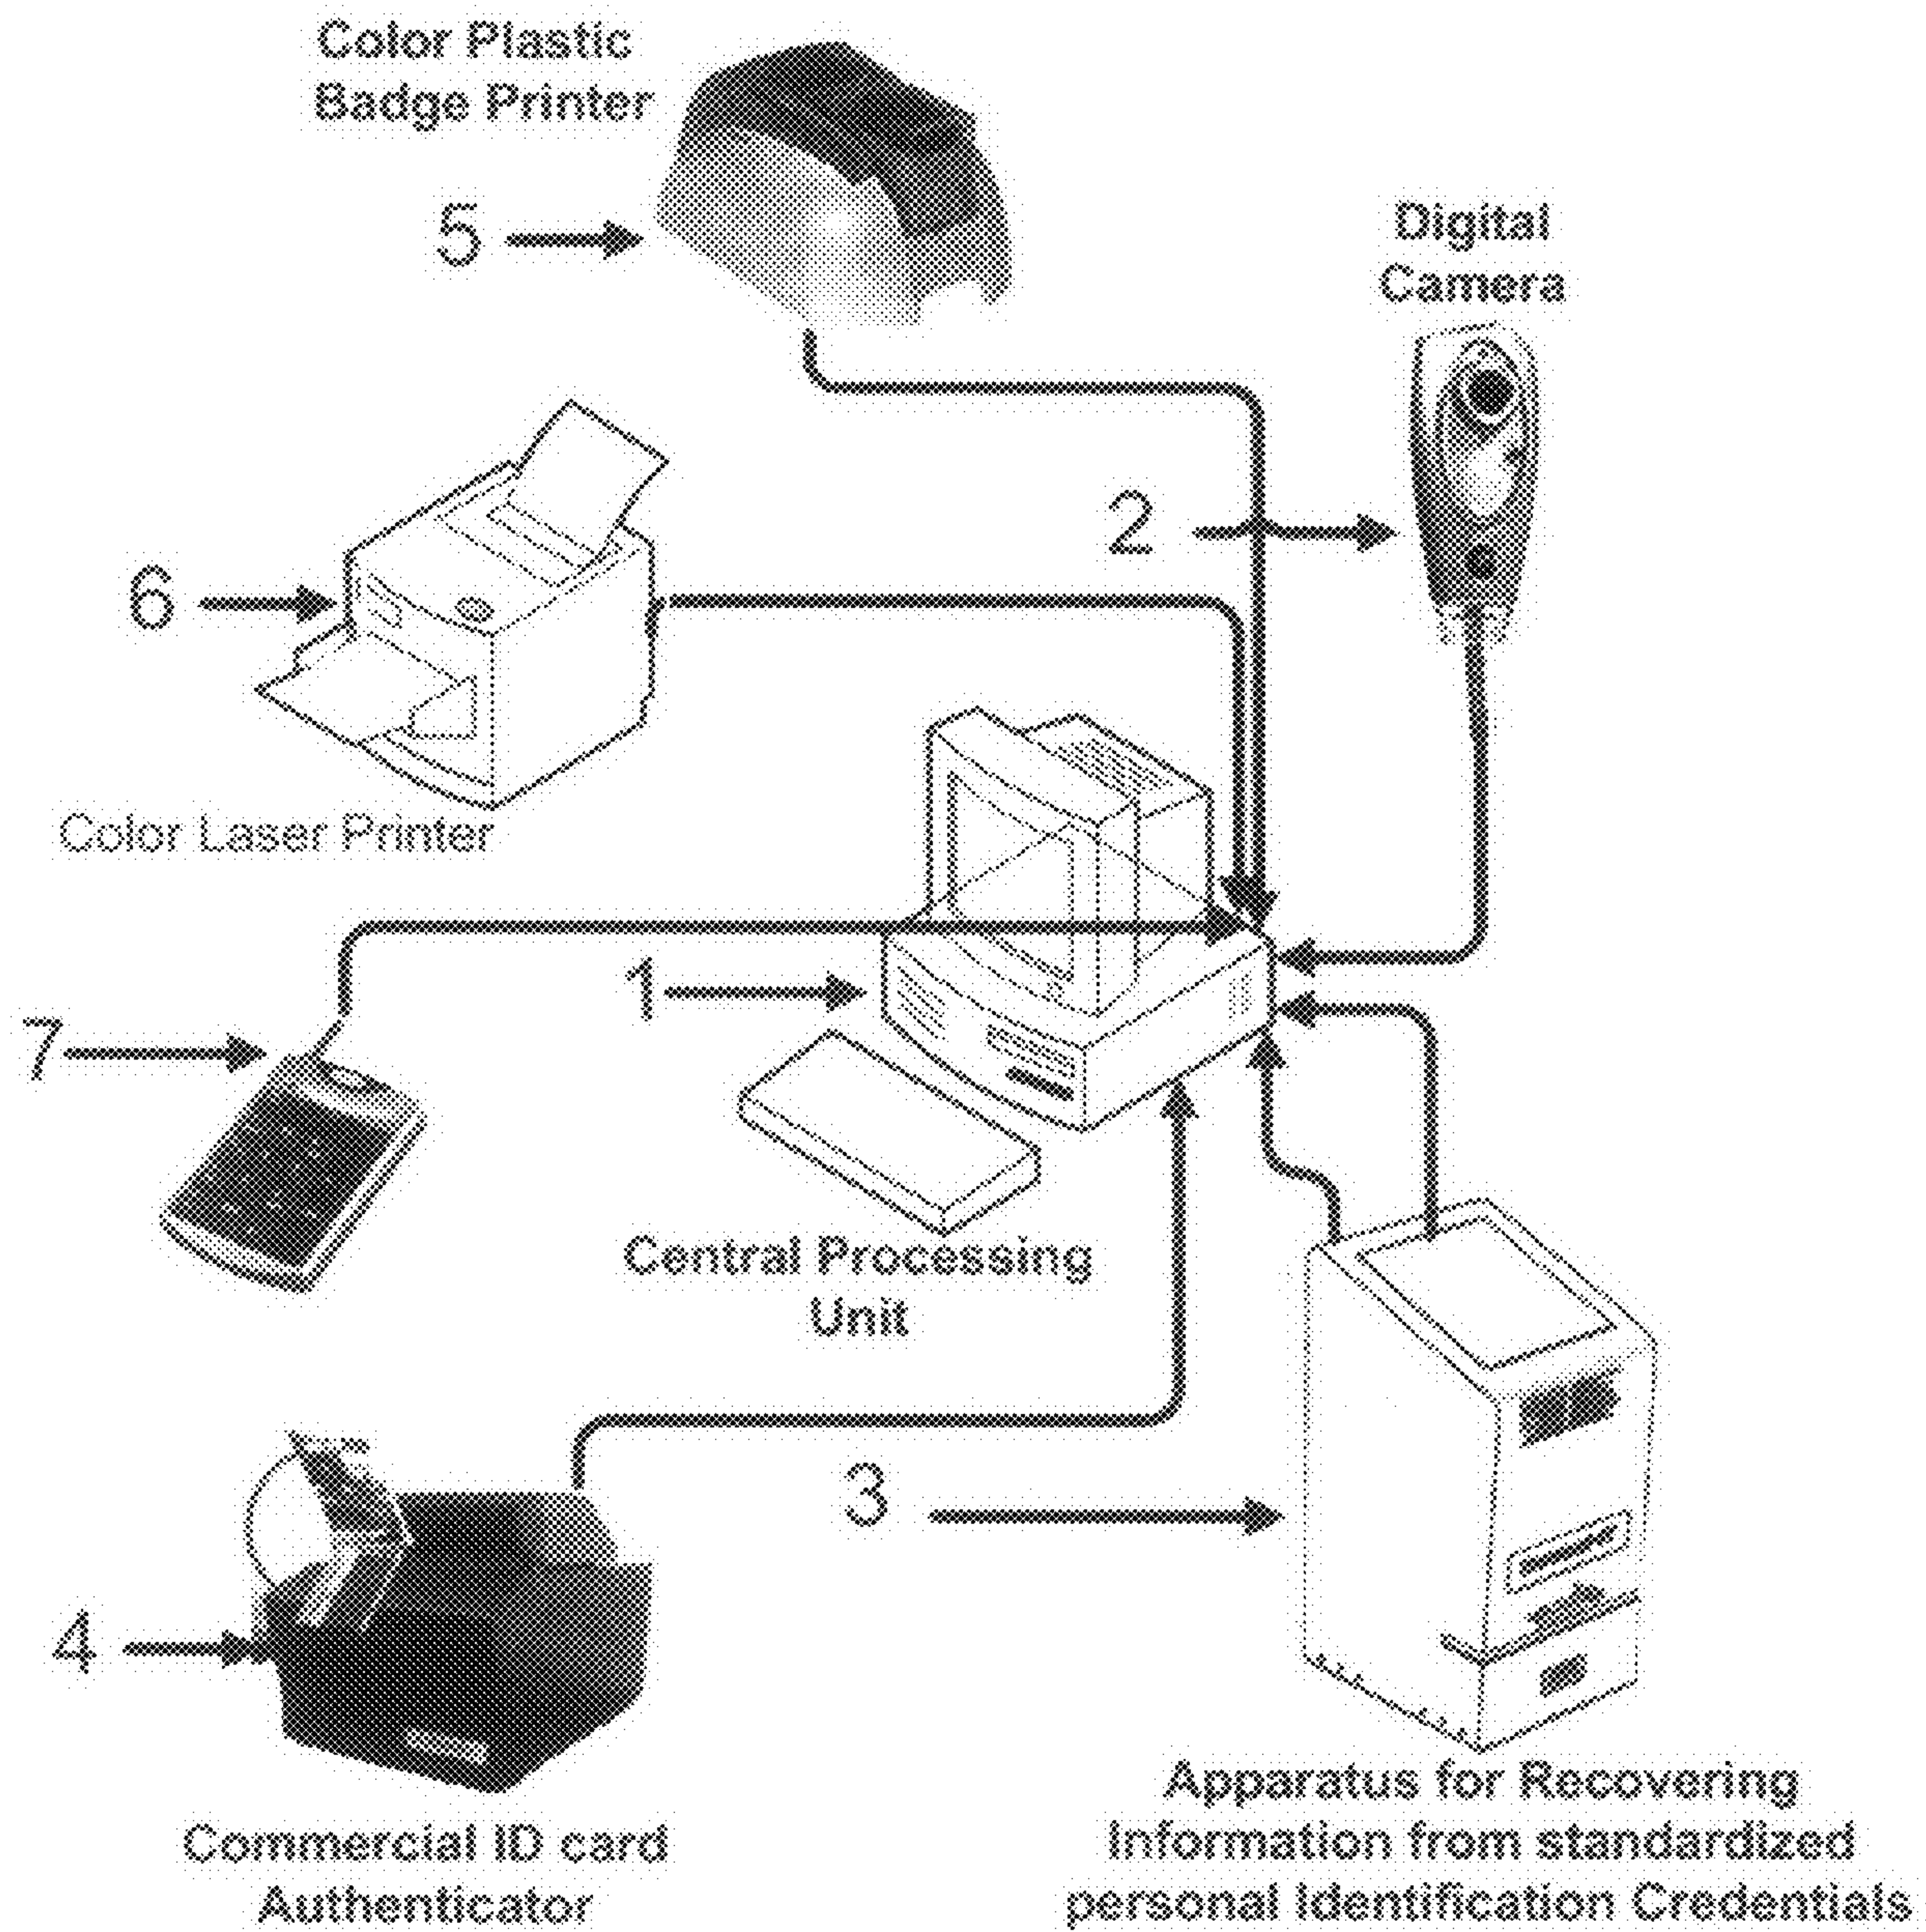 Color Plastic
Badge Printer
5
Digital
Camera
2
6
Color Laser Printer
1
7
Central Processing
Unit
3
4
Commercial ID card
Authenticator
Apparatus for Recovering
Information from standardized
personal Identification Credentials